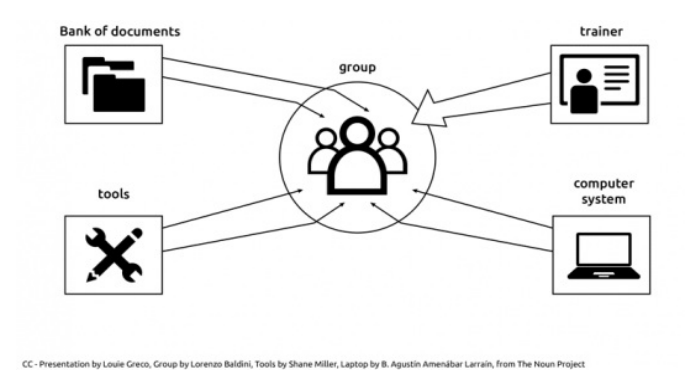 Bank of documents
trainer
group
tools
computer
system
CC - Presentation by Louie Greco, Group by Lorenzo Baldini, Tools by Shane Miller, Laptop by B. Agustín Amenábar Larraín, from The Noun Project